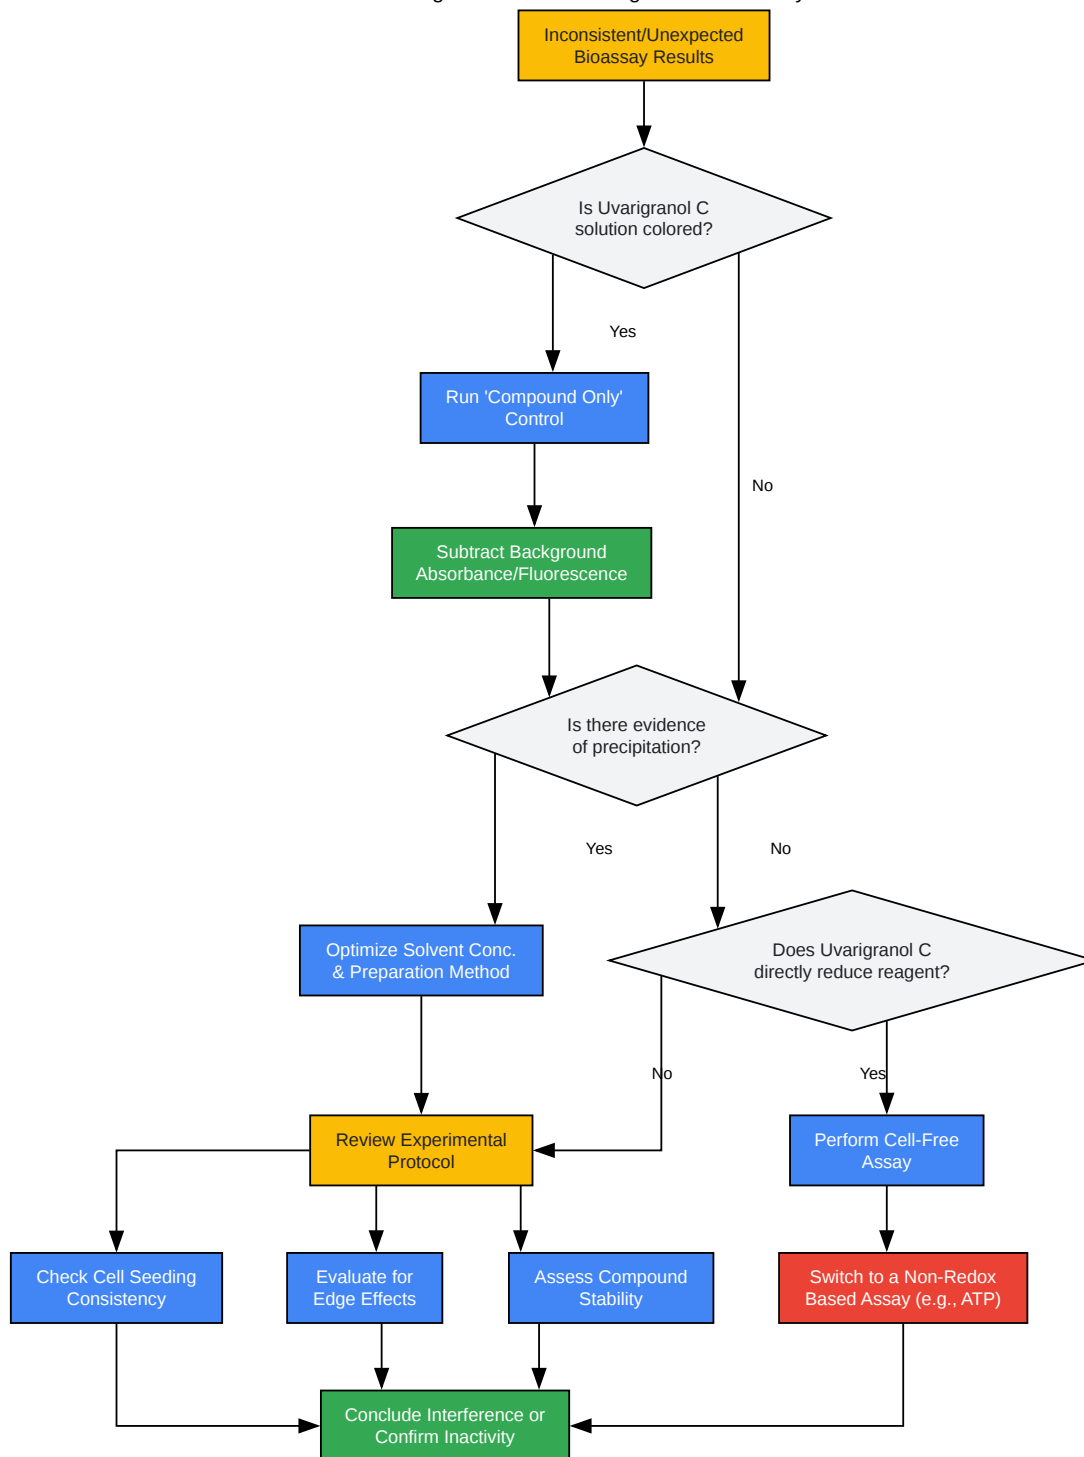 Inconsistent/Unexpected
Bioassay Results
Is Uvarigranol C
solution colored?
Yes
Run 'Compound Only'
Control
No
Subtract Background
Absorbance/Fluorescence
Is there evidence
of precipitation?
Yes
No
Optimize Solvent Conc.
& Preparation Method
Does Uvarigranol C
directly reduce reagent?
No
Yes
Review Experimental
Protocol
Perform Cell-Free
Assay
Check Cell Seeding
Consistency
Evaluate for
Edge Effects
Assess Compound
Stability
Switch to a Non-Redox
Based Assay (e.g., ATP)
Conclude Interference or
Confirm Inactivity